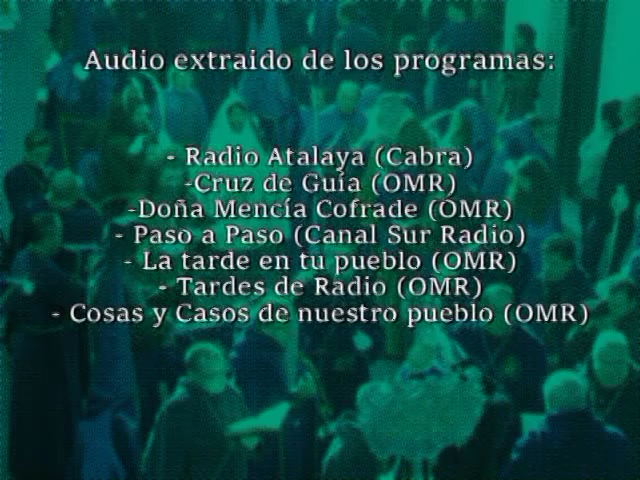 Audio extraido de los programas:
- Radio Atalaya (Cabra)
-Cruz de Guía (OMR)
-Doña Mencía Cofrade (OMR)
- Paso a Paso (Canal Sur Radio)
- La tarde en tu pueblo (OMR)
- Tardes de Radio (OMR)
- Cosas y Casos de nuestro pueblo (OMR)